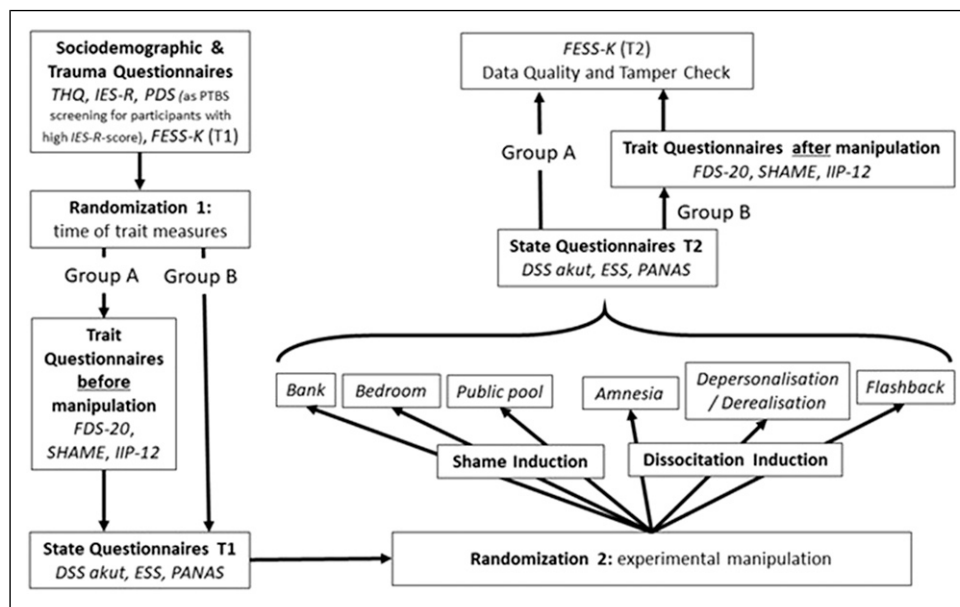 Sociodemographic &
Trauma Questionnaires
THQ, IES-R, PDS (as PTBS
screening for participants with
high IES-R-score), FESS-K (T1)
Randomization 1:
time of trait measures
Group A
Group B
Trait
Questionnaires
before
manipulation
FDS-20,
SHAME, IIP-12
State Questionnaires T1
DSS akut, ESS, PANAS
Randomization 2: experimental manipulation
Shame Induction
Dissocitation Induction
Bank
Bedroom
Public pool
Amnesia
Depersonalisation
/ Derealisation
Flashback
State Questionnaires T2
DSS akut, ESS, PANAS
Group A
Group B
Trait Questionnaires after manipulation
FDS-20, SHAME, IIP-12
FESS-K (T2)
Data Quality and Tamper Check